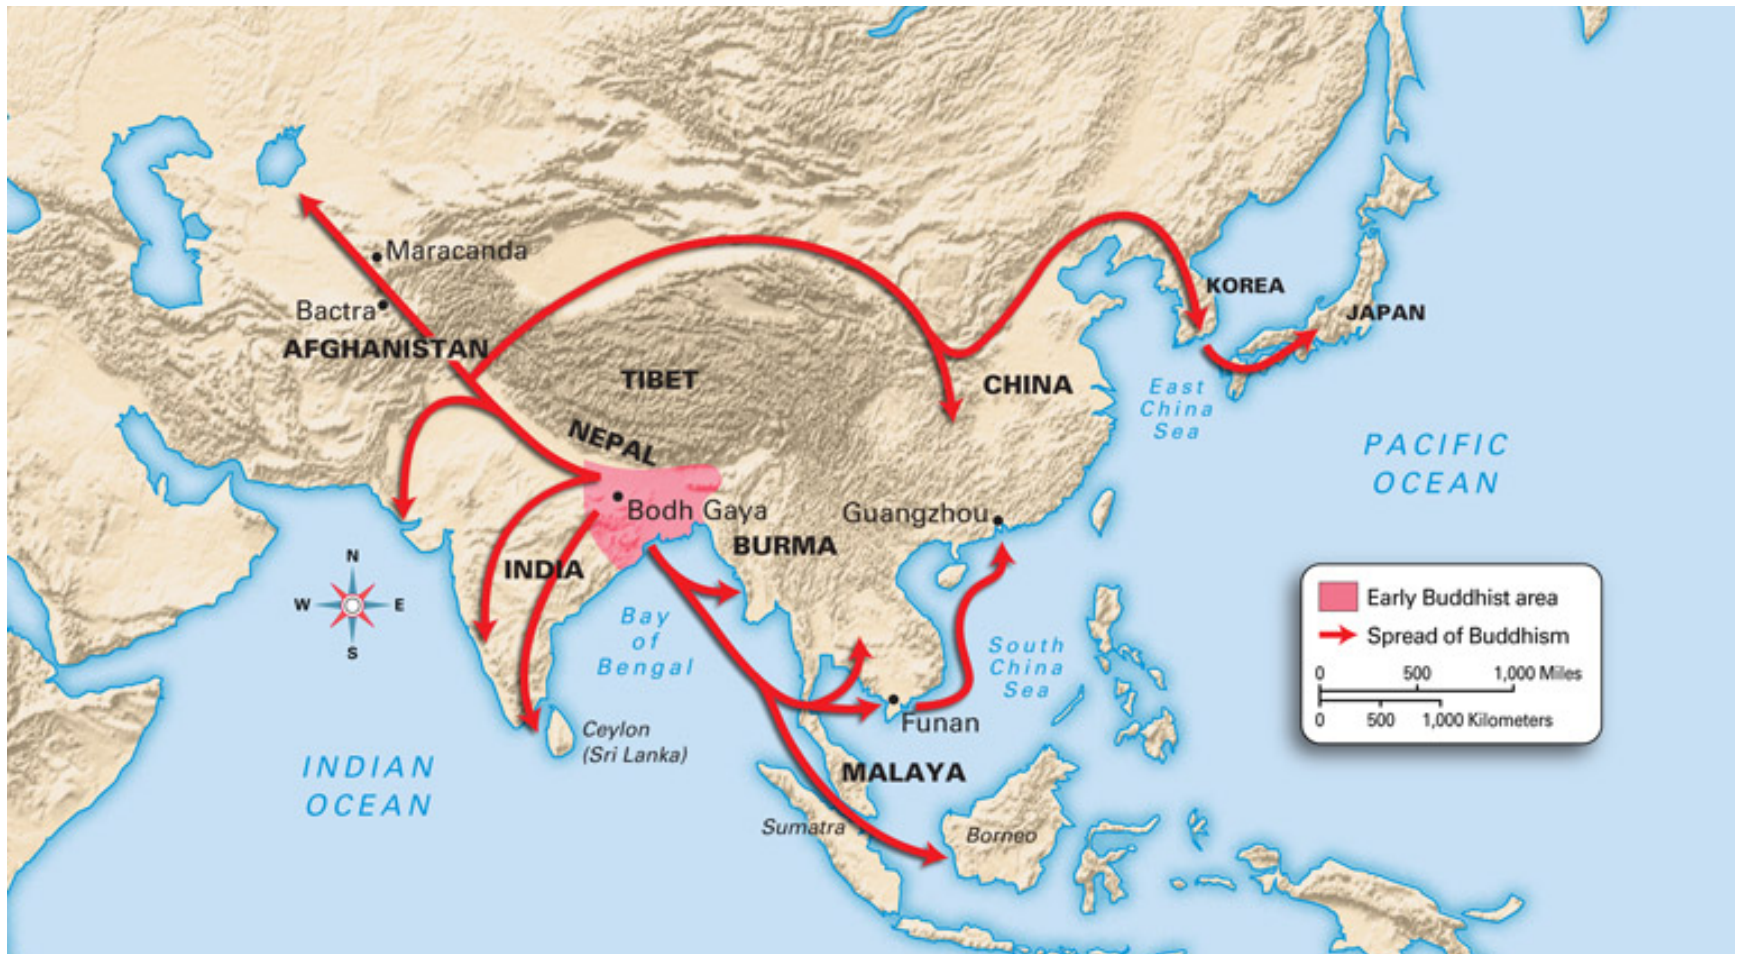 Maracanda
Bactra
AFGHANISTAN
TIBET
NEPAL
CHINA
KOREA
JAPAN
East
China
Sea
PACIFIC
OCEAN
Bodh Gaya
Guangzhou
BURMA
INDIA
N
W
E
S
Bay
of
Bengal
South
China
Sea
Funan
Ceylon
(Sri Lanka)
INDIAN
OCEAN
MALAYA
Sumatra
Borneo
Early Buddhist area
Spread of Buddhism
0 500 1,000 Miles
0 500 1,000 Kilometers